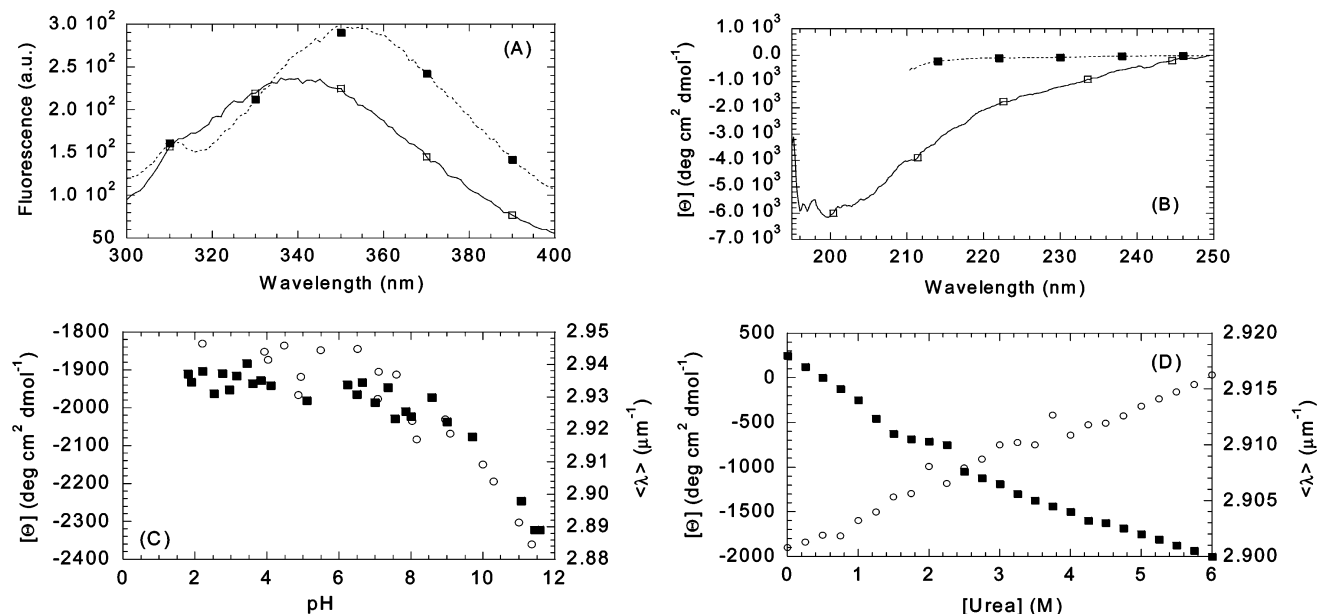 3.0 10²
2.5 10²
2.0 10²
1.5 10²
1.0 10²
50
Fluorescence (a.u.)
(A)
300 320 340 360 380 400
Wavelength (nm)
0.0
-1.0 10³
-2.0 10³
-3.0 10³
-4.0 10³
-5.0 10³
-6.0 10³
-7.0 10³
[Θ] (deg cm² dmol⁻¹)
(B)
200 210 220 230 240 250
Wavelength (nm)
-1800
-1900
-2000
-2100
-2200
-2300
-2400
[Θ] (deg cm² dmol⁻¹)
(C)
2.95
2.94
2.93
2.92
2.91
2.90
2.89
2.88
<λ> (μm⁻¹)
0 2 4 6 8 10 12
pH
500
0
-500
-1000
-1500
-2000
[Θ] (deg cm² dmol⁻¹)
(D)
2.920
2.915
2.910
2.905
2.900
<λ> (μm⁻¹)
0 1 2 3 4 5 6
[Urea] (M)